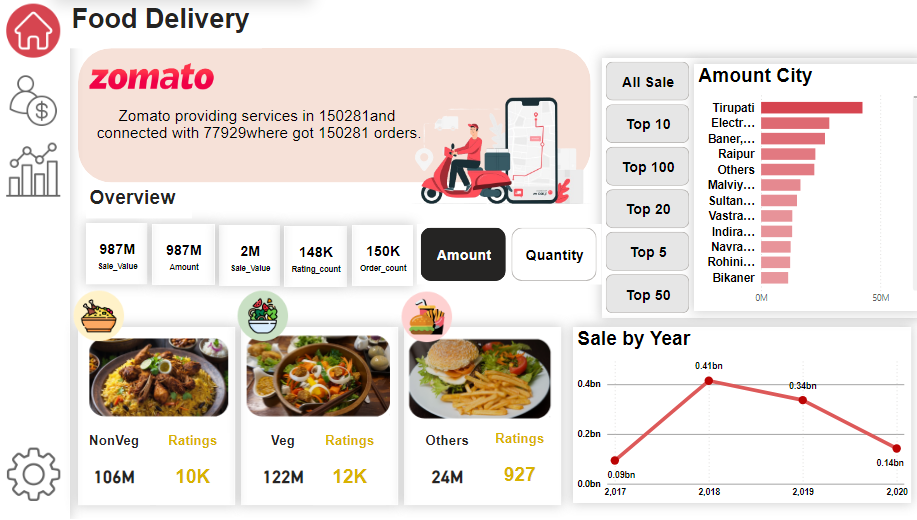 Food Delivery
zomato
Zomato providing services in 150281and
connected with 77929where got 150281 orders.
Overview
987M
Sale_Value
987M
Amount
2M
Sale_Value
148K
Rating_count
150K
Order_count
Amount
Quantity
All Sale
Top 10
Top 100
Top 20
Top 5
Top 50
Amount City
Tirupati
Electr...
Baner,...
Raipur
Others
Malviy...
Sultan...
Vastra...
Indira...
Navra...
Rohini...
Bikaner
0M
50M
NonVeg
Ratings
106M
10K
Veg
Ratings
122M
12K
Others
Ratings
24M
927
Sale by Year
0.4bn
0.2bn
0.0bn
0.09bn
0.41bn
0.34bn
0.14bn
2,017
2,018
2,019
2,020